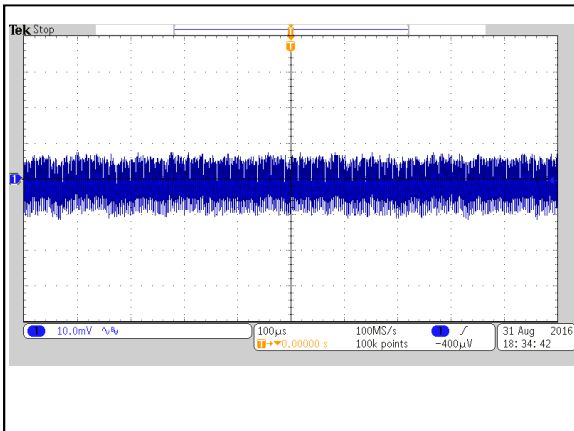 Tek Stop
T
T
1
1 10.0mV
100µs 100MS/s 1
T→▼0.00000 s 100k points −400µV
31 Aug 2016
18:34:42